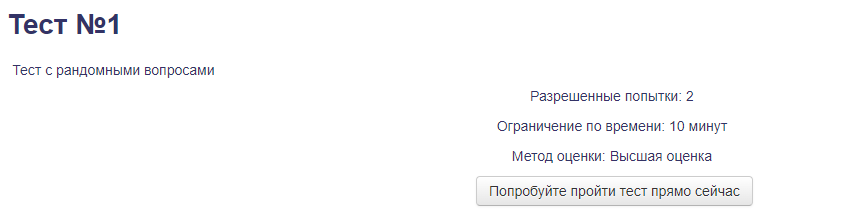 Тест №1
Тест с рандомными вопросами
Разрешенные попытки: 2
Ограничение по времени: 10 минут
Метод оценки: Высшая оценка
Попробуйте пройти тест прямо сейчас